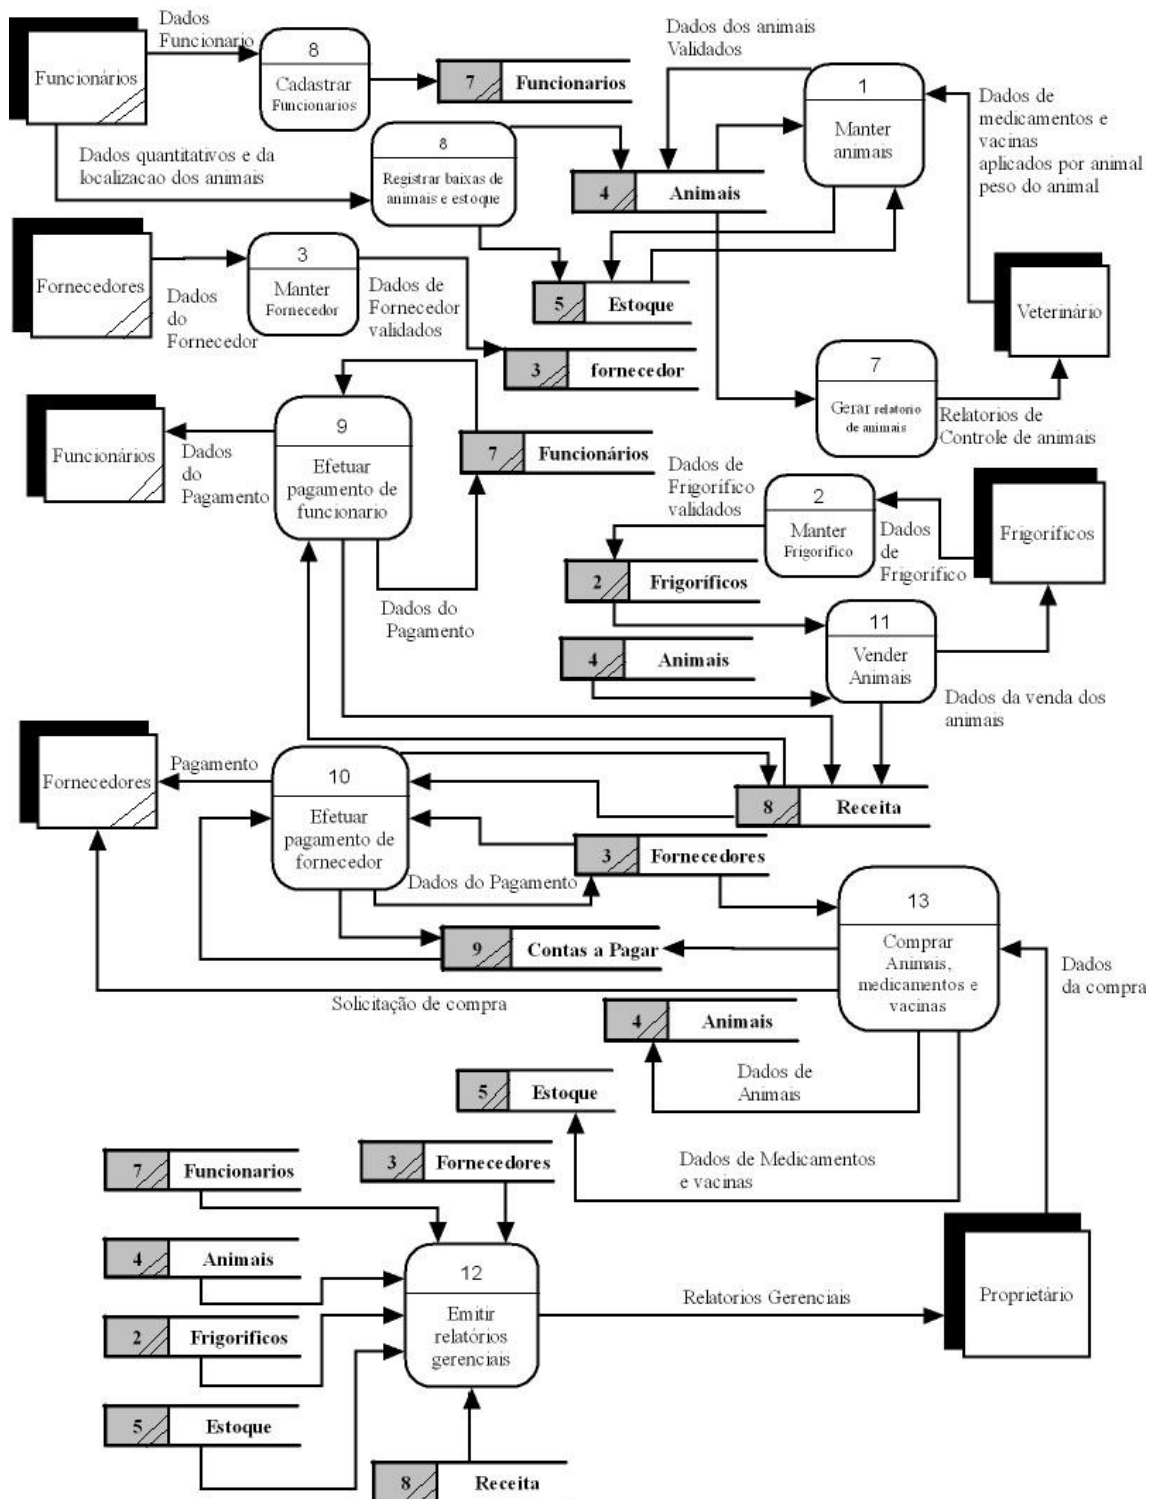 Dados
Funcionario
Funcionários
8
Cadastrar
Funcionarios
7 Funcionarios
Dados dos animais
Validados
1
Manter
animais
Dados de
medicamentos e
vacinas
aplicados por animal
peso do animal
Dados quantitativos e da
localizacao dos animais
8
Registrar baixas de
animais e estoque
4 Animais
Fornecedores
Dados
do
Fornecedor
3
Manter
Fornecedor
Dados de
Fornecedor
validados
5 Estoque
Veterinário
3 fornecedor
7
Gerar relatorio
de animais
Relatorios de
Controle de animais
Funcionários
Dados
do
Pagamento
9
Efetuar
pagamento de
funcionario
7 Funcionários
Dados do
Pagamento
Dados de
Frigorífico
validados
2
Manter
Frigorifico
Dados
de
Frigorífico
Frigoríficos
2 Frigoríficos
4 Animais
11
Vender
Animais
Dados da venda dos
animais
Fornecedores
Pagamento
10
Efetuar
pagamento de
fornecedor
8 Receita
3 Fornecedores
Dados do Pagamento
9 Contas a Pagar
13
Comprar
Animais,
medicamentos e
vacinas
Dados
da compra
Solicitação de compra
4 Animais
Dados de
Animais
5 Estoque
Dados de Medicamentos
e vacinas
7 Funcionarios
3 Fornecedores
4 Animais
2 Frigorificos
5 Estoque
12
Emitir
relatórios
gerenciais
Relatorios Gerenciais
Proprietário
8 Receita